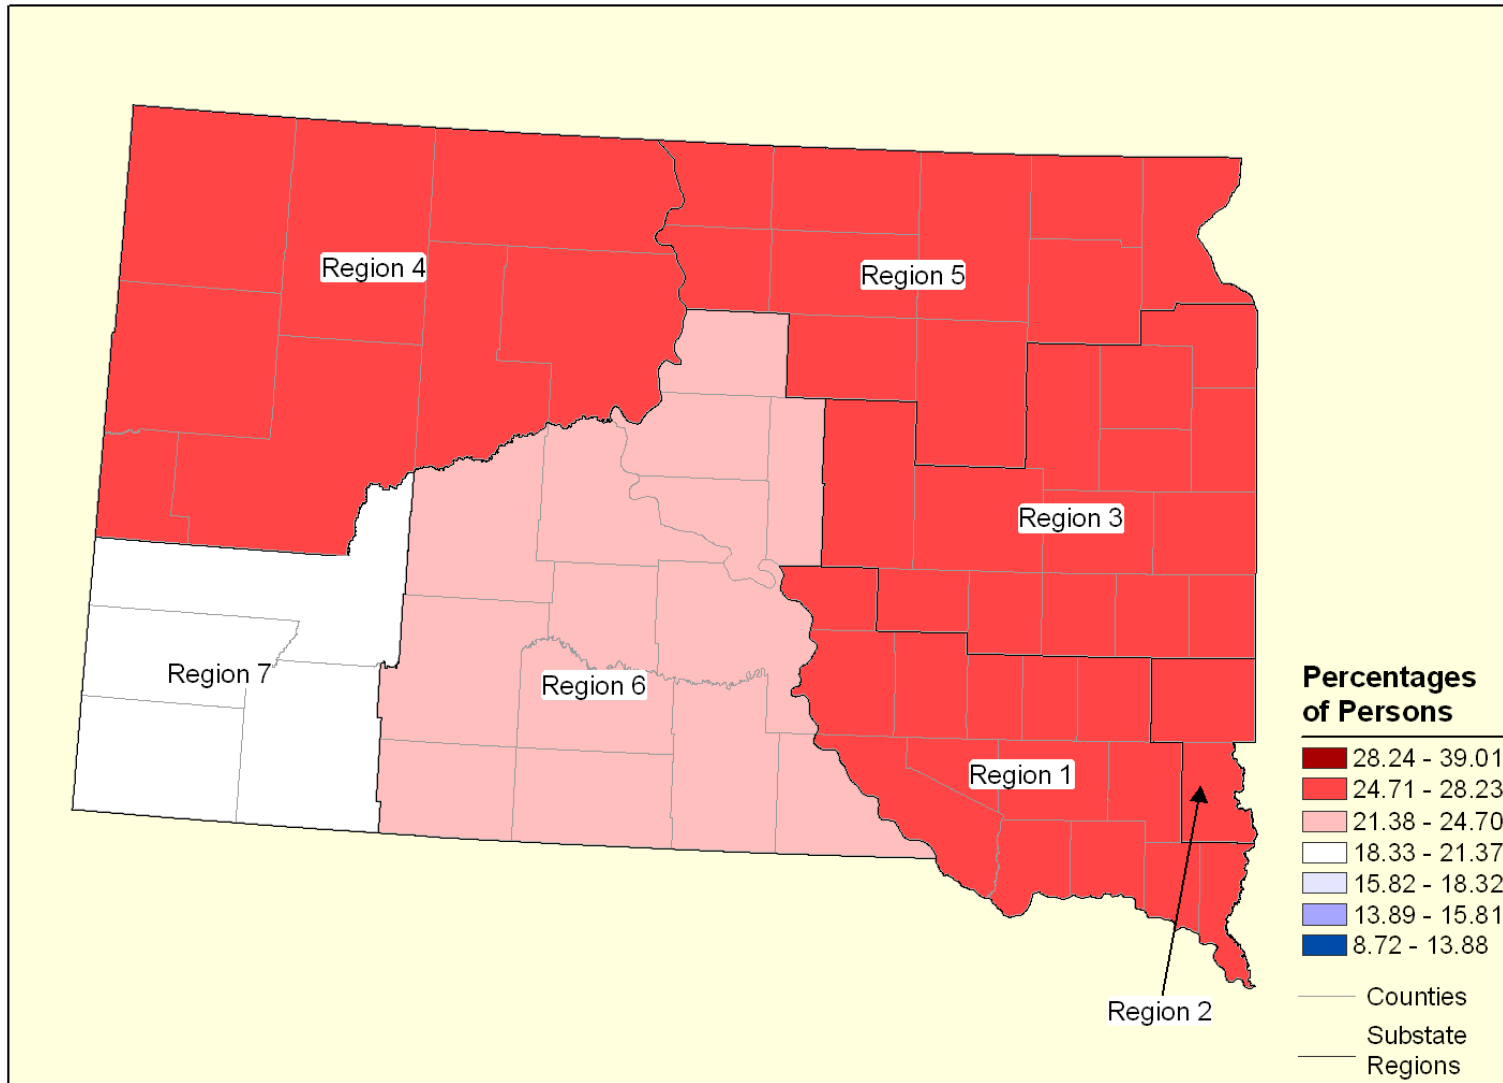 Region 4
Region 5
Region 3
Region 7
Region 6
Region 1
Region 2
Percentages
of Persons
28.24 - 39.01
24.71 - 28.23
21.38 - 24.70
18.33 - 21.37
15.82 - 18.32
13.89 - 15.81
8.72 - 13.88
Counties
Substate
Regions